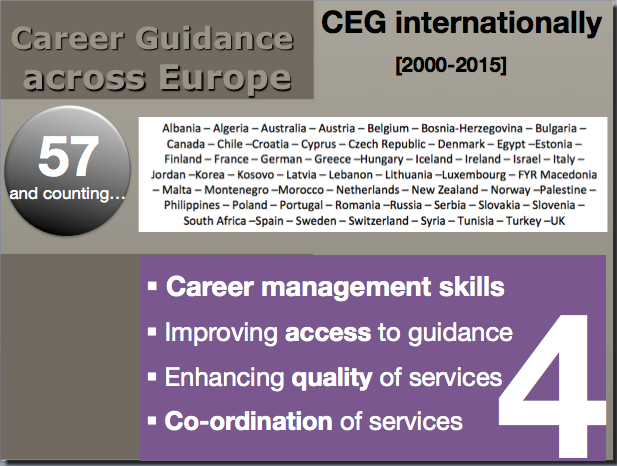 Career Guidance
across Europe
CEG internationally
[2000-2015]
57
and counting...
Albania – Algeria – Australia – Austria – Belgium – Bosnia-Herzegovina – Bulgaria –
Canada – Chile –Croatia – Cyprus – Czech Republic – Denmark – Egypt –Estonia –
Finland – France – German – Greece –Hungary – Iceland – Ireland – Israel – Italy –
Jordan –Korea – Kosovo – Latvia – Lebanon – Lithuania –Luxembourg – FYR Macedonia
– Malta – Montenegro –Morocco – Netherlands – New Zealand – Norway –Palestine –
Philippines – Poland – Portugal – Romania –Russia – Serbia – Slovakia – Slovenia –
South Africa –Spain – Sweden – Switzerland – Syria – Tunisia – Turkey –UK
▪ Career management skills
▪ Improving access to guidance
▪ Enhancing quality of services
▪ Co-ordination of services
4